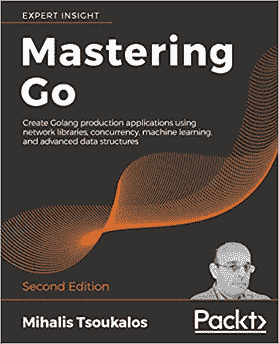 EXPERT INSIGHT
Mastering
Go
Create Golang production applications using
network libraries, concurrency, machine learning,
and advanced data structures
Second Edition
Mihalis Tsoukalos
Packt>